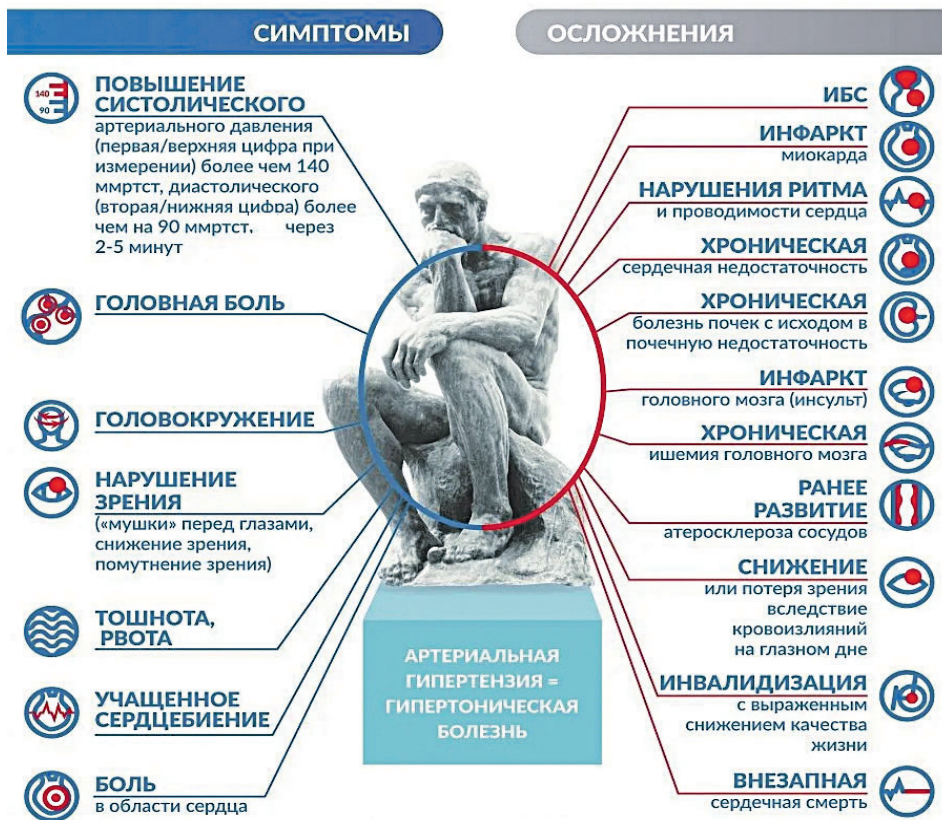 СИМПТОМЫ
ПОВЫШЕНИЕ
СИСТОЛИЧЕСКОГО
артериального давления
(первая/верхняя цифра при
измерении) более чем 140
ммртст, диастолического
(вторая/нижняя цифра) более
чем на 90 ммртст. через
2-5 минут
140
90
ГОЛОВНАЯ БОЛЬ
ГОЛОВОКРУЖЕНИЕ
НАРУШЕНИЕ
ЗРЕНИЯ
(«мушки» перед глазами,
снижение зрения,
помутнение зрения)
ТОШНОТА,
РВОТА
УЧАЩЕННОЕ
СЕРДЦЕБИЕНИЕ
БОЛЬ
в области сердца
АРТЕРИАЛЬНАЯ
ГИПЕРТЕНЗИЯ =
ГИПЕРТОНИЧЕСКАЯ
БОЛЕЗНЬ
ОСЛОЖНЕНИЯ
ИБС
ИНФАРКТ
миокарда
НАРУШЕНИЯ РИТМА
и проводимости сердца
ХРОНИЧЕСКАЯ
сердечная недостаточность
ХРОНИЧЕСКАЯ
болезнь почек с исходом в
почечную недостаточность
ИНФАРКТ
головного мозга (инсульт)
ХРОНИЧЕСКАЯ
ишемия головного мозга
РАНЕЕ
РАЗВИТИЕ
атеросклероза сосудов
СНИЖЕНИЕ
или потеря зрения
вследствие
кровоизлияний
на глазном дне
ИНВАЛИДИЗАЦИЯ
с выраженным
снижением качества
жизни
ВНЕЗАПНАЯ
сердечная смерть